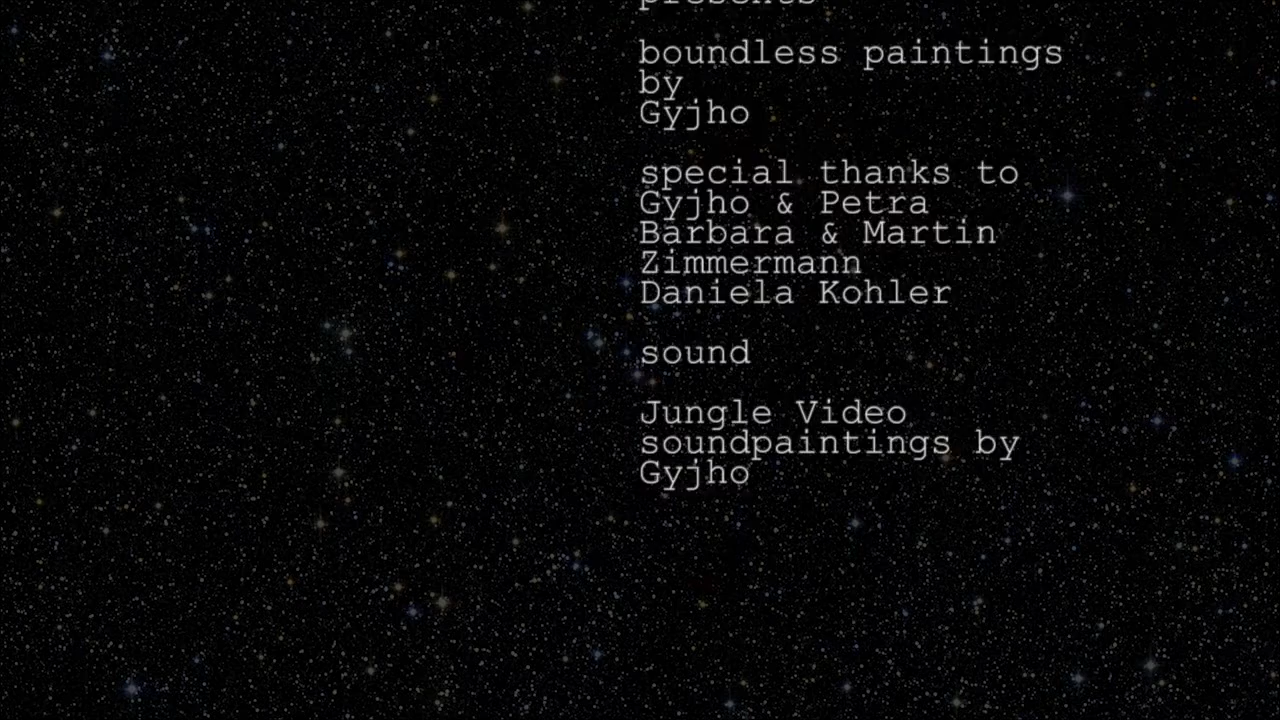 presents
boundless paintings
by
Gyjho
special thanks to
Gyjho & Petra
Barbara & Martin
Zimmermann
Daniela Kohler
sound
Jungle Video
soundpaintings by
Gyjho